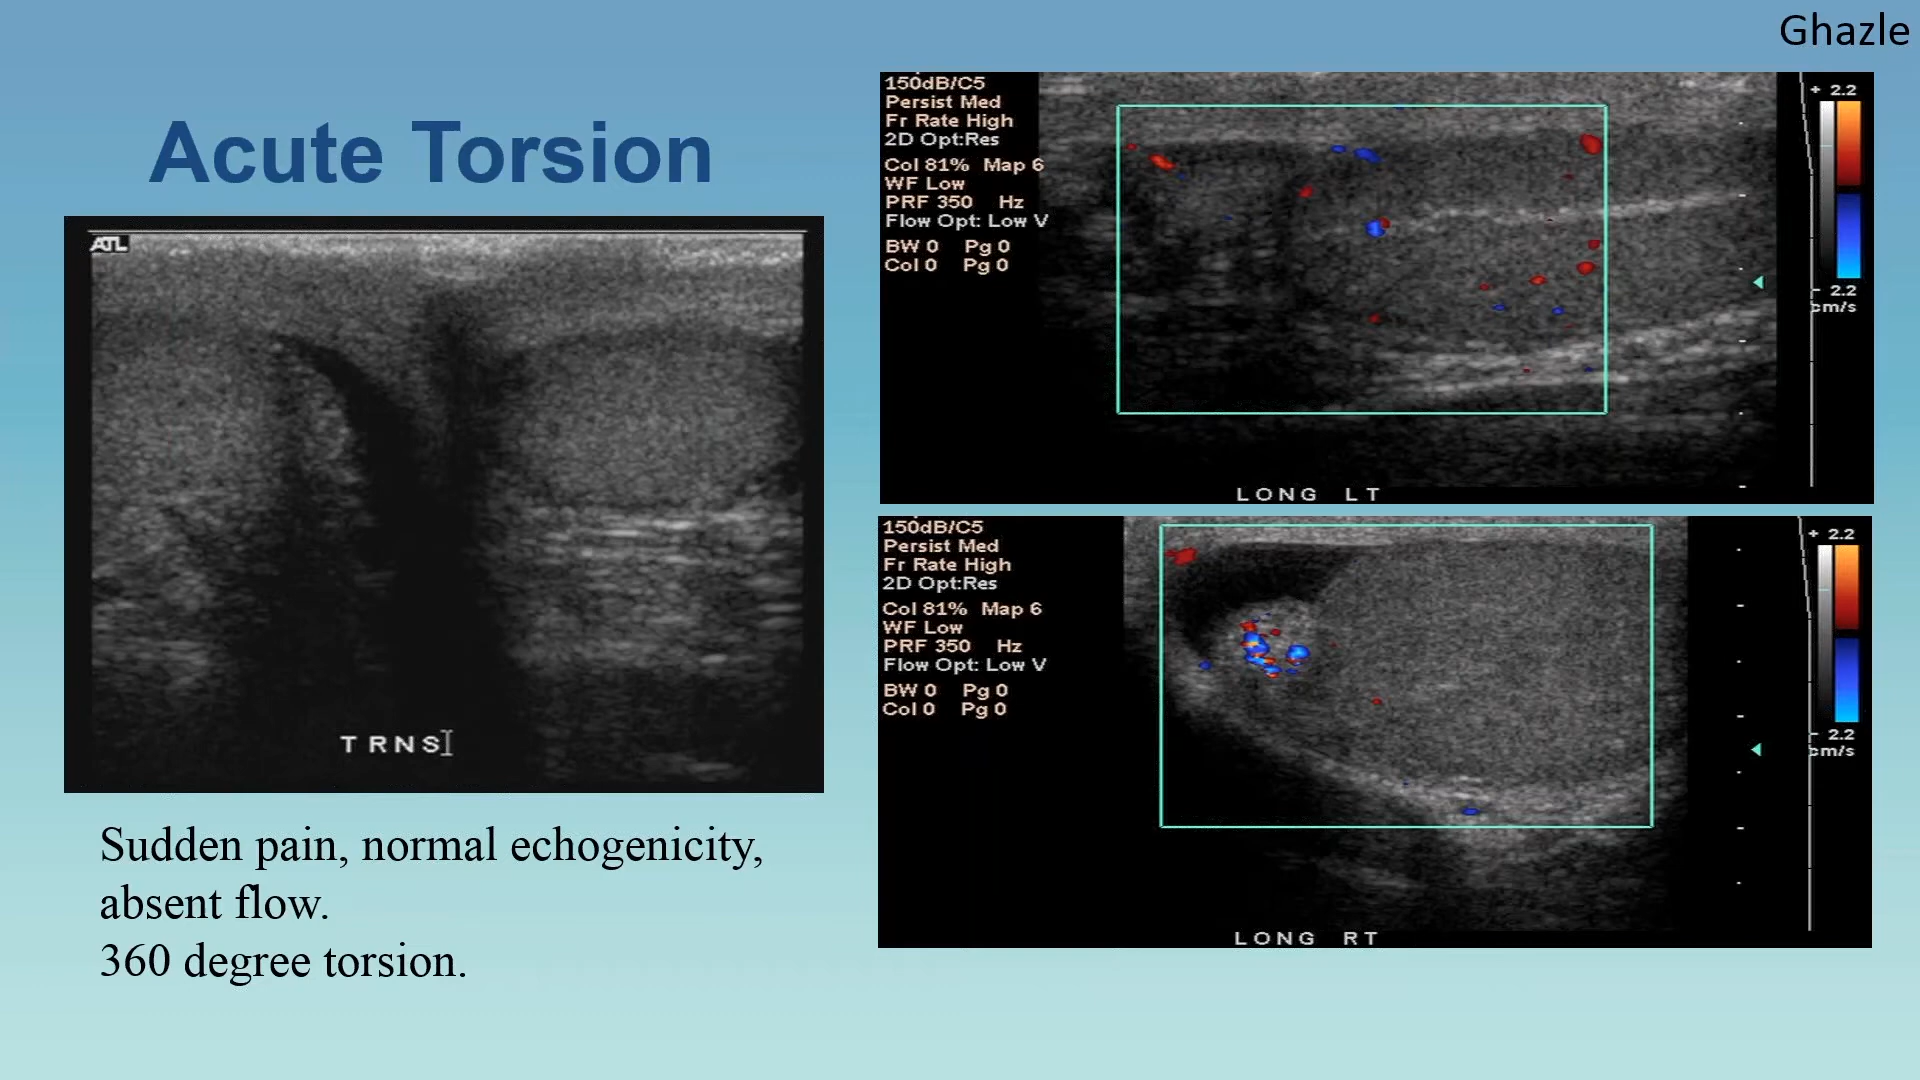 Ghazle
Acute Torsion
ATL
TRNS
Sudden pain, normal echogenicity,
absent flow.
360 degree torsion.
150dB/C5
Persist Med
Fr Rate High
2D Opt:Res
Col 81% Map 6
WF Low
PRF 350 Hz
Flow Opt: Low V
BW 0 Pg 0
Col 0 Pg 0
+ 2.2
- 2.2
cm/s
LONG LT
150dB/C5
Persist Med
Fr Rate High
2D Opt:Res
Col 81% Map 6
WF Low
PRF 350 Hz
Flow Opt: Low V
BW 0 Pg 0
Col 0 Pg 0
+ 2.2
- 2.2
cm/s
LONG RT